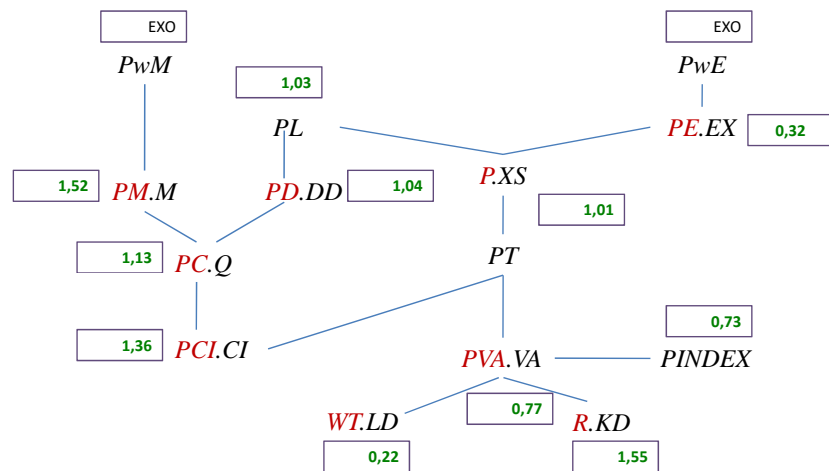 EXO
EXO
PwM
PwE
1,03
PL
PE.EX
0,32
1,52
PM.M
PD.DD
1,04
P.XS
1,01
1,13
PC.Q
PT
0,73
1,36
PCI.CI
PVA.VA
PINDEX
0,77
WT.LD
R.KD
0,22
1,55